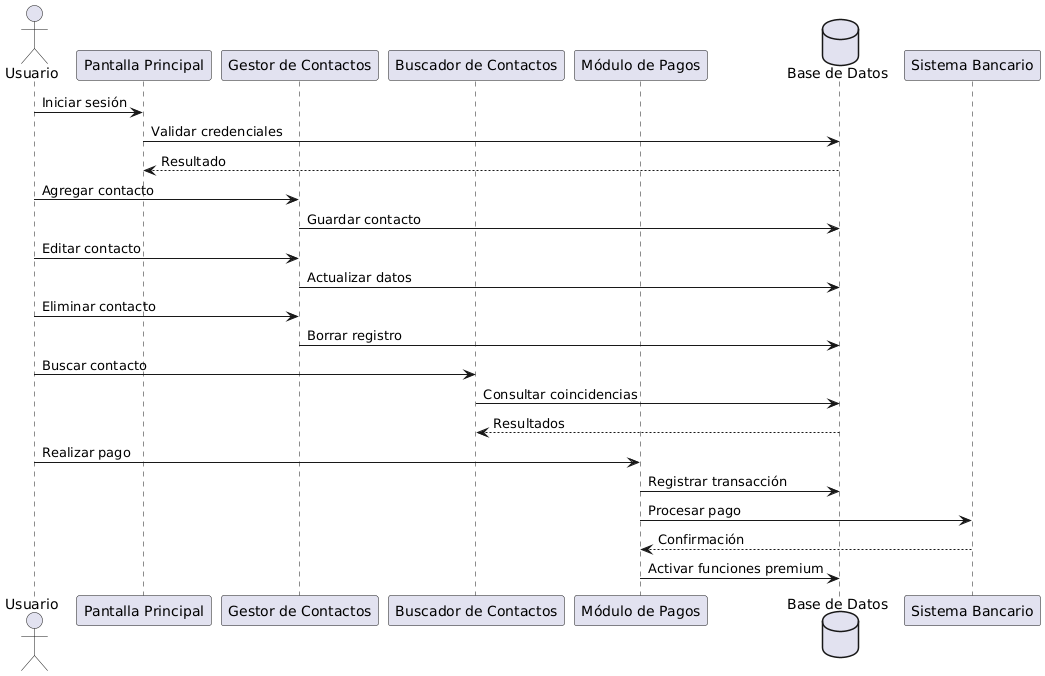 Usuario
Pantalla Principal
Gestor de Contactos
Buscador de Contactos
Módulo de Pagos
Base de Datos
Sistema Bancario
Iniciar sesión
Validar credenciales
Resultado
Agregar contacto
Guardar contacto
Editar contacto
Actualizar datos
Eliminar contacto
Borrar registro
Buscar contacto
Consultar coincidencias
Resultados
Realizar pago
Registrar transacción
Procesar pago
Confirmación
Activar funciones premium
Usuario
Pantalla Principal
Gestor de Contactos
Buscador de Contactos
Módulo de Pagos
Base de Datos
Sistema Bancario